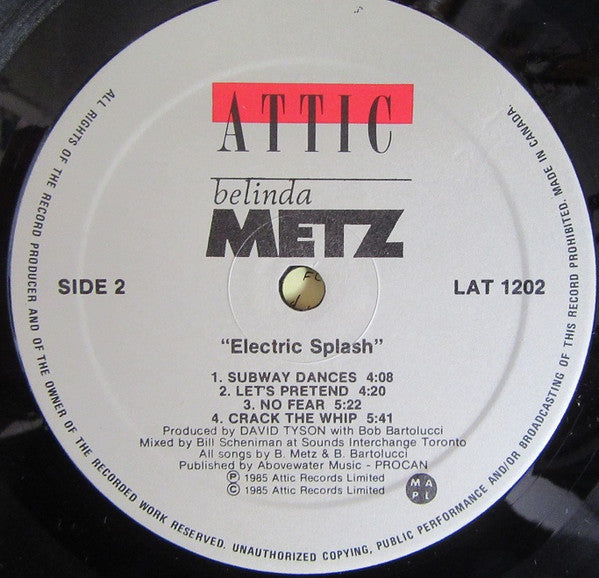 ATTIC
belinda
METZ
SIDE 2
LAT 1202
"Electric Splash"
1. SUBWAY DANCES 4:08
2. LET'S PRETEND 4:20
3. NO FEAR 5:22
4. CRACK THE WHIP 5:41
Produced by DAVID TYSON with Bob Bartolucci
Mixed by Bill Scheniman at Sounds Interchange Toronto
All songs by B. Metz & B. Bartolucci
Published by Abovewater Music - PROCAN
Ⓟ 1985 Attic Records Limited
© 1985 Attic Records Limited
M A
P L
ALL RIGHTS OF THE RECORD PRODUCER AND OF THE OWNER OF THE RECORDED WORK RESERVED. UNAUTHORIZED COPYING, PUBLIC PERFORMANCE AND/OR BROADCASTING OF THIS RECORD PROHIBITED. MADE IN CANADA.